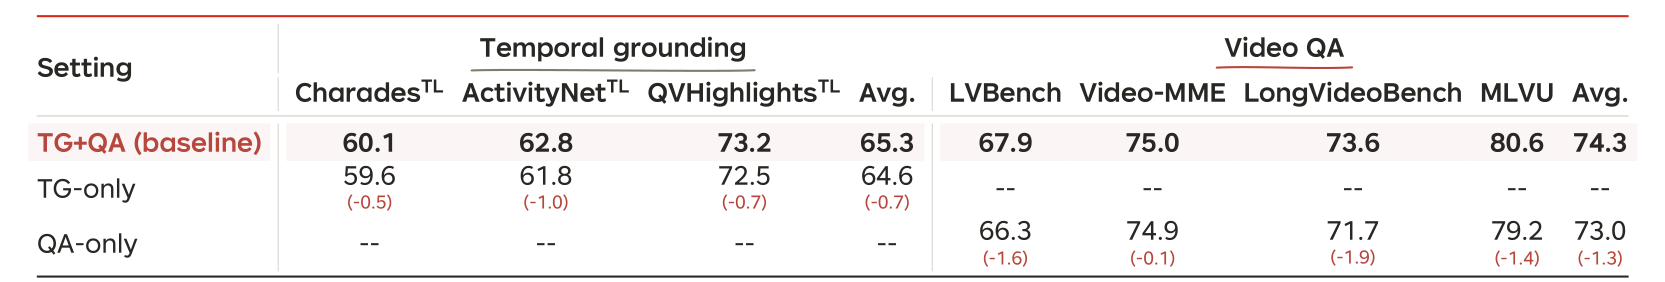 Temporal grounding Video QA
Setting
Charades^TL ActivityNet^TL QVHighlights^TL Avg. LVBench Video-MME LongVideoBench MLVU Avg.
TG+QA (baseline) 60.1 62.8 73.2 65.3 67.9 75.0 73.6 80.6 74.3
TG-only 59.6 61.8 72.5 64.6 -- -- -- -- --
(-0.5) (-1.0) (-0.7) (-0.7)
QA-only -- -- -- -- 66.3 74.9 71.7 79.2 73.0
(-1.6) (-0.1) (-1.9) (-1.4) (-1.3)